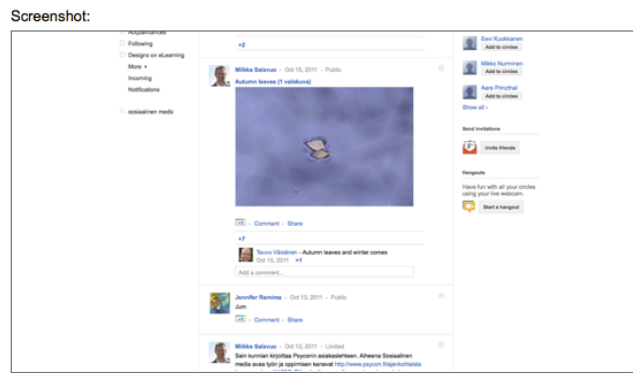 Screenshot:
Acquaintances
Following
Designs on eLearning
More
Incoming
Notifications
sosiaalinen media
+2
Miikka Salavuo - Oct 15, 2011 - Public
Autumn leaves (1 valokuva)
- Comment - Share
Teuvo Väisänen - Autumn leaves and winter comes
Oct 15, 2011 +1
Add a comment...
Jennifer Ramirez - Oct 13, 2011 - Public
Jum
- Comment - Share
Miikka Salavuo - Oct 13, 2011 - Limited
Sain kunnian kirjoittaa Psyconin asiakaslehteen. Aiheena Sosiaalinen
media avaa työn ja oppimisen kanavat http://www.psycon.fi/ajankohtaista
Eevi Kuokkanen
Add to circles
Mikko Nurminen
Add to circles
Aare Prinzthal
Add to circles
Show all ›
Send invitations
Invite friends
Hangouts
Have fun with all your circles
using your live webcam.
Start a hangout